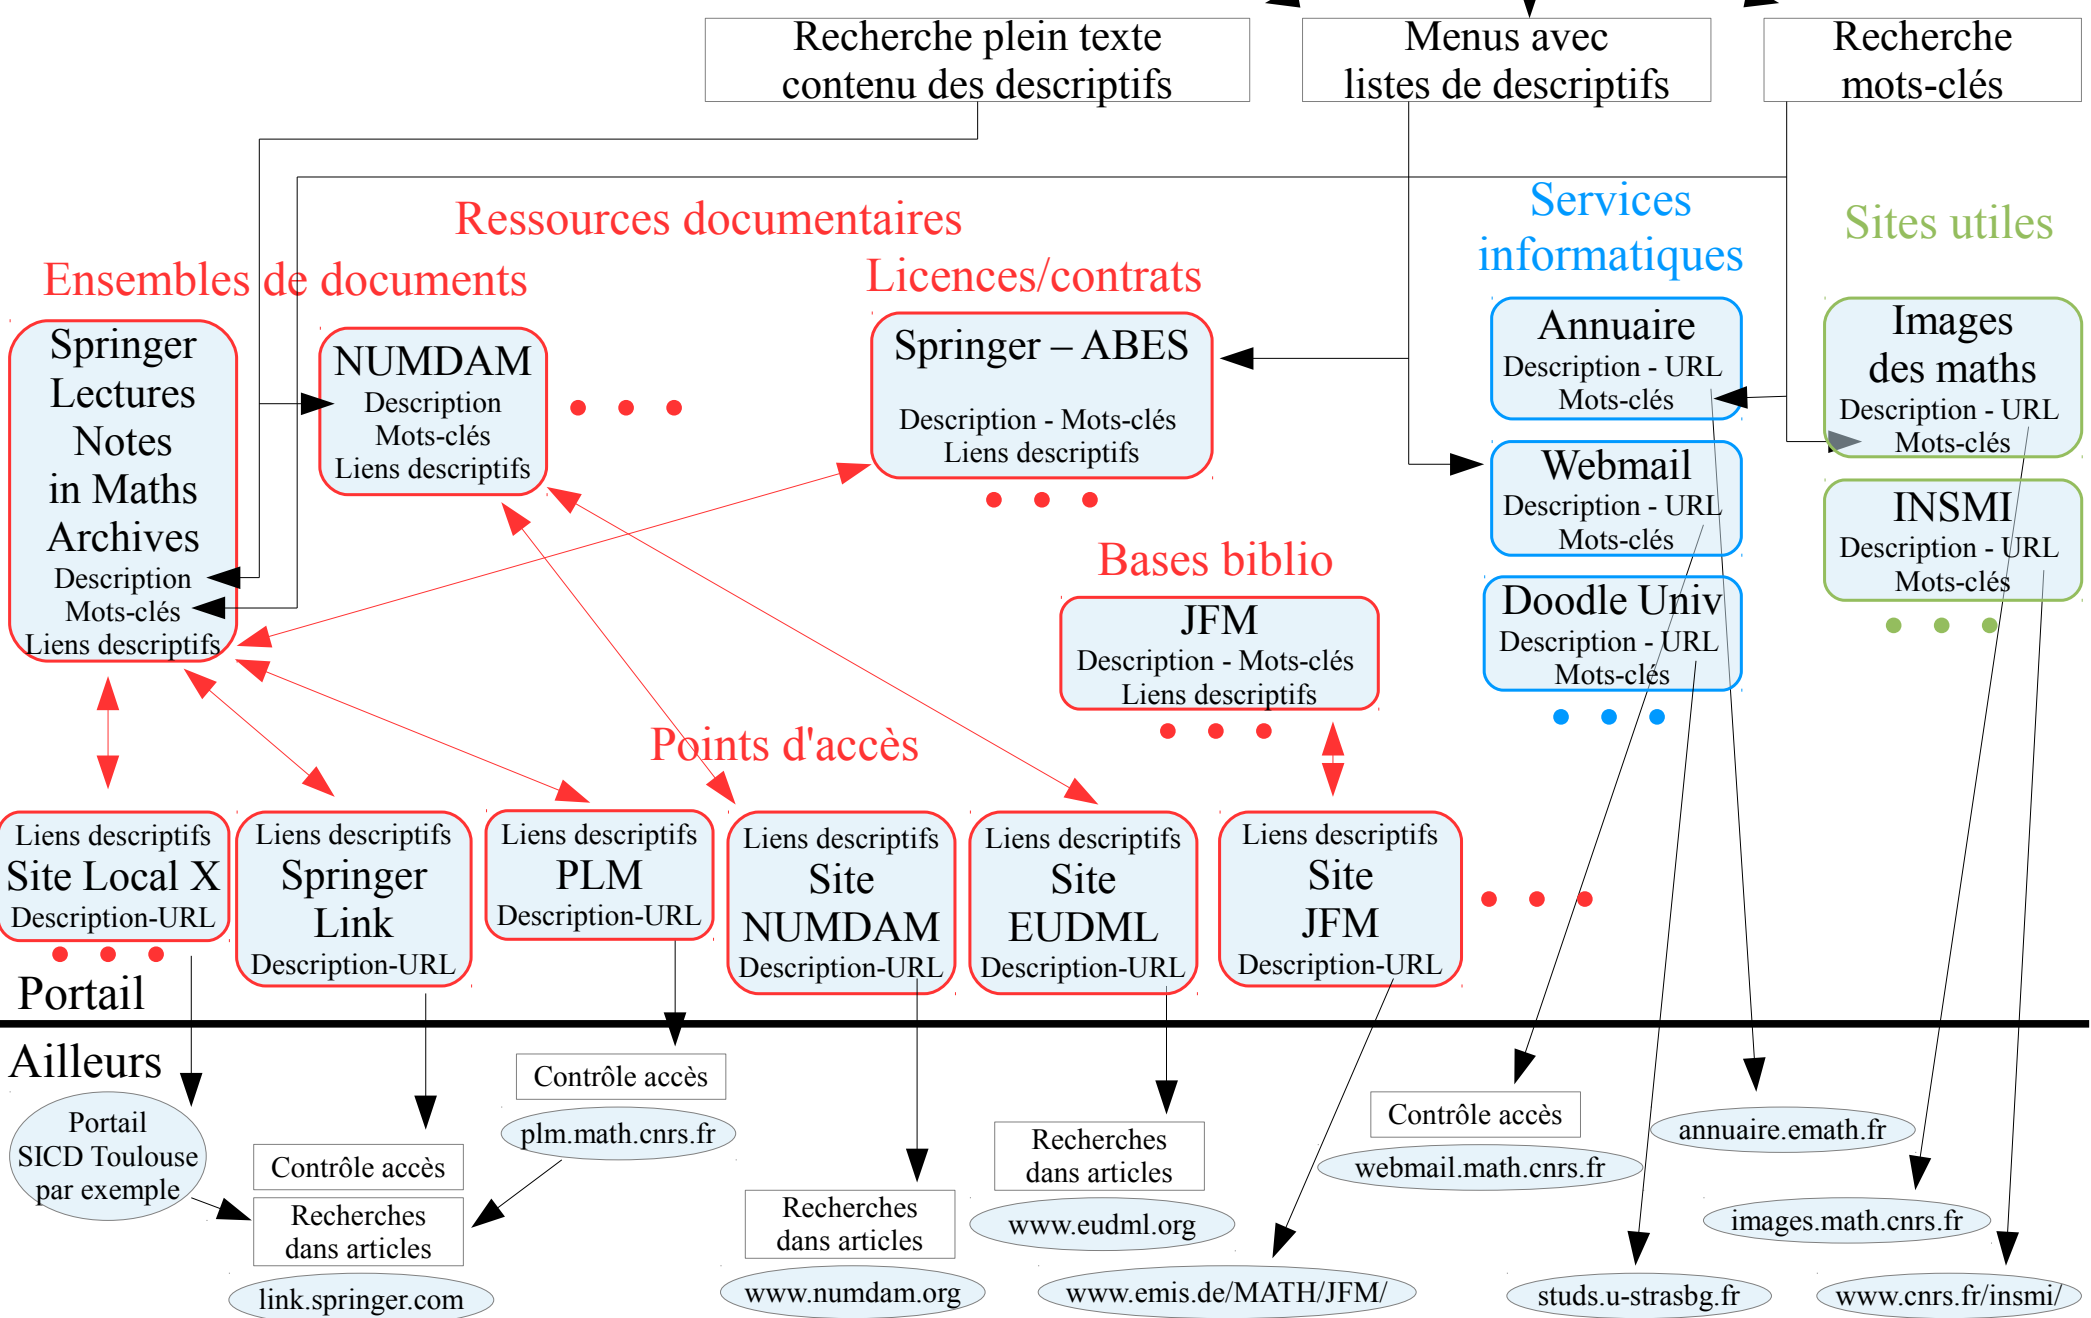 Recherche plein texte
contenu des descriptifs
Menus avec
listes de descriptifs
Recherche
mots-clés
Ressources documentaires
Services
informatiques
Sites utiles
Ensembles de documents
Licences/contrats
Springer
Lectures
Notes
in Maths
Archives
Description
Mots-clés
Liens descriptifs
NUMDAM
Description
Mots-clés
Liens descriptifs
Springer – ABES
Description - Mots-clés
Liens descriptifs
Annuaire
Description - URL
Mots-clés
Images
des maths
Description - URL
Mots-clés
Webmail
Description - URL
Mots-clés
INSMI
Description - URL
Mots-clés
Bases biblio
JFM
Description - Mots-clés
Liens descriptifs
Doodle Univ
Description - URL
Mots-clés
Points d'accès
Liens descriptifs
Site Local X
Description-URL
Liens descriptifs
Springer
Link
Description-URL
Liens descriptifs
PLM
Description-URL
Liens descriptifs
Site
NUMDAM
Description-URL
Liens descriptifs
Site
EUDML
Description-URL
Liens descriptifs
Site
JFM
Description-URL
Portail
Ailleurs
Portail
SICD Toulouse
par exemple
Contrôle accès
Recherches
dans articles
link.springer.com
Contrôle accès
plm.math.cnrs.fr
Recherches
dans articles
www.numdam.org
Recherches
dans articles
www.eudml.org
www.emis.de/MATH/JFM/
Contrôle accès
webmail.math.cnrs.fr
annuaire.emath.fr
images.math.cnrs.fr
studs.u-strasbg.fr
www.cnrs.fr/insmi/